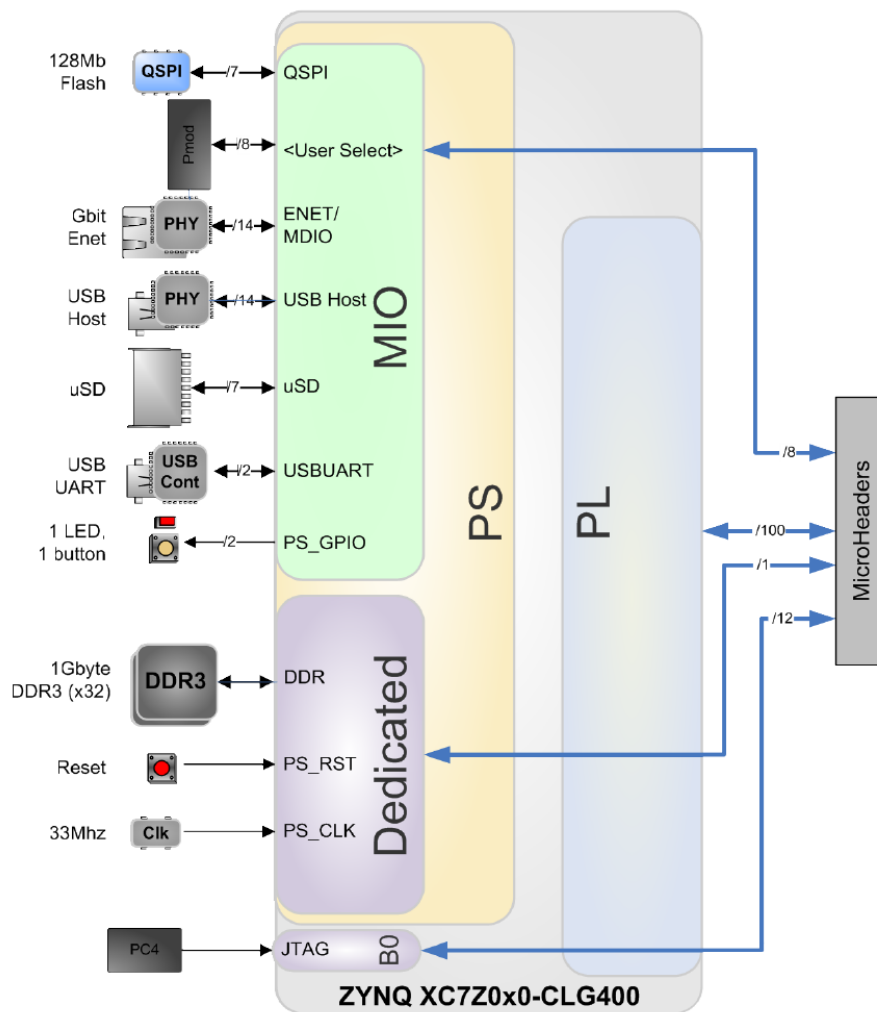 128Mb
Flash
QSPI
/7
QSPI
Pmod
/8
<User Select>
Gbit
Enet
PHY
/14
ENET/
MDIO
USB
Host
PHY
/14
USB Host
MIO
uSD
/7
uSD
USB
UART
USB
Cont
/2
USBUART
1 LED,
1 button
/2
PS_GPIO
PS
PL
/8
/100
/1
/12
MicroHeaders
1Gbyte
DDR3 (x32)
DDR3
DDR
Reset
PS_RST
Dedicated
33Mhz
Clk
PS_CLK
PC4
JTAG
B0
ZYNQ XC7Z0x0-CLG400